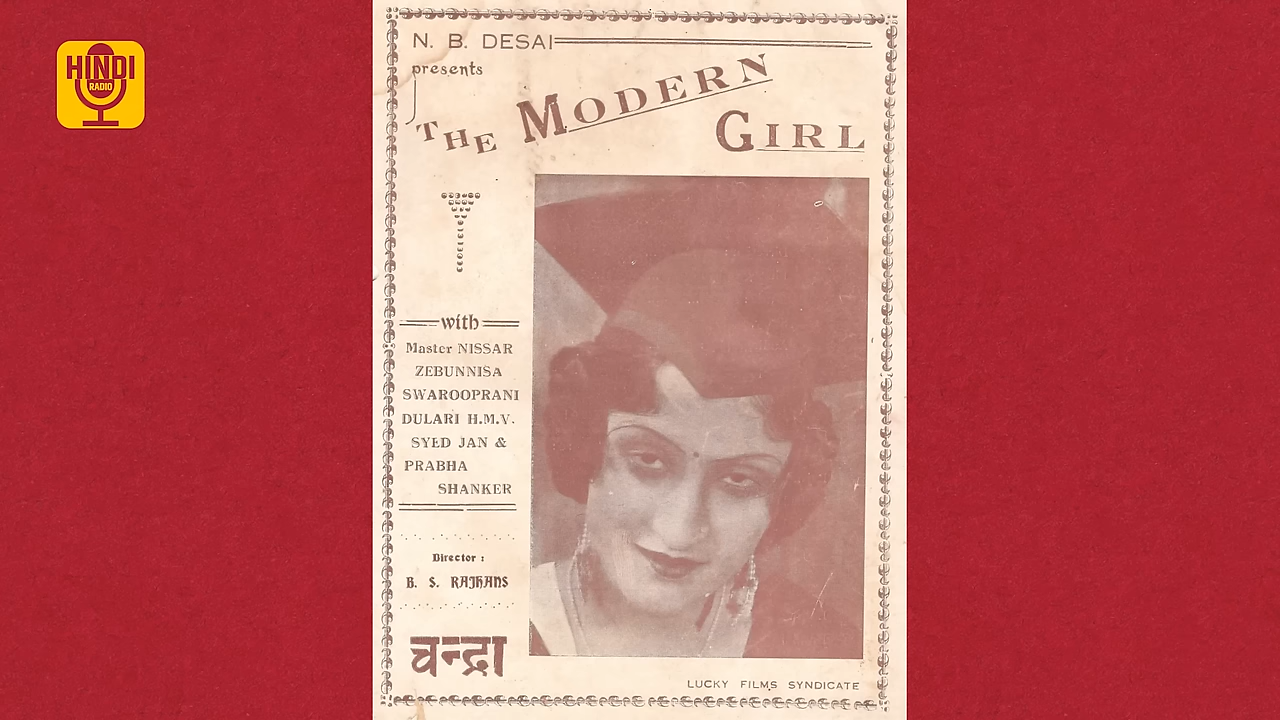 HINDI
RADIO
N. B. DESAI
presents
THE MODERN
GIRL
with
Master NISSAR
ZEBUNNISA
SWAROOPRANI
DULARI H.M.V.
SYED JAN &
PRABHA
SHANKER
Director :
B. S. RAJHANS
चन्द्रा
LUCKY FILMS SYNDICATE